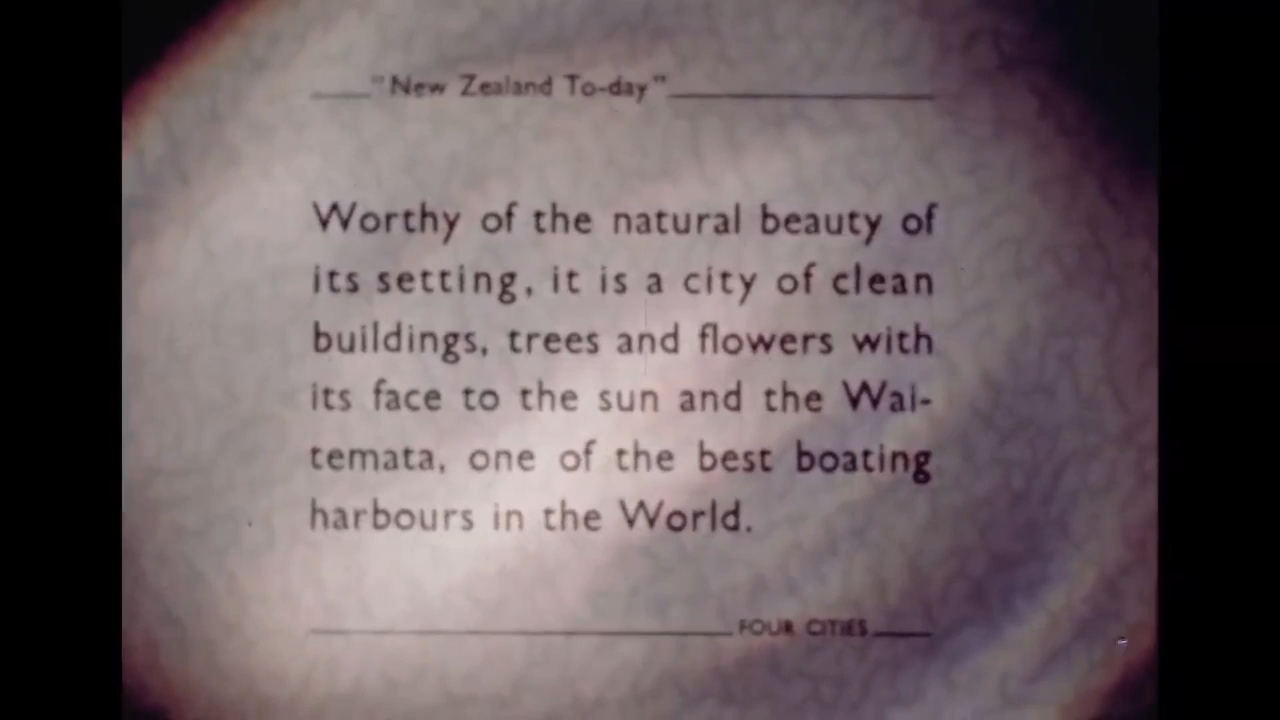 "New Zealand To-day"
Worthy of the natural beauty of
its setting, it is a city of clean
buildings, trees and flowers with
its face to the sun and the Wai-
temata, one of the best boating
harbours in the World.
FOUR CITIES